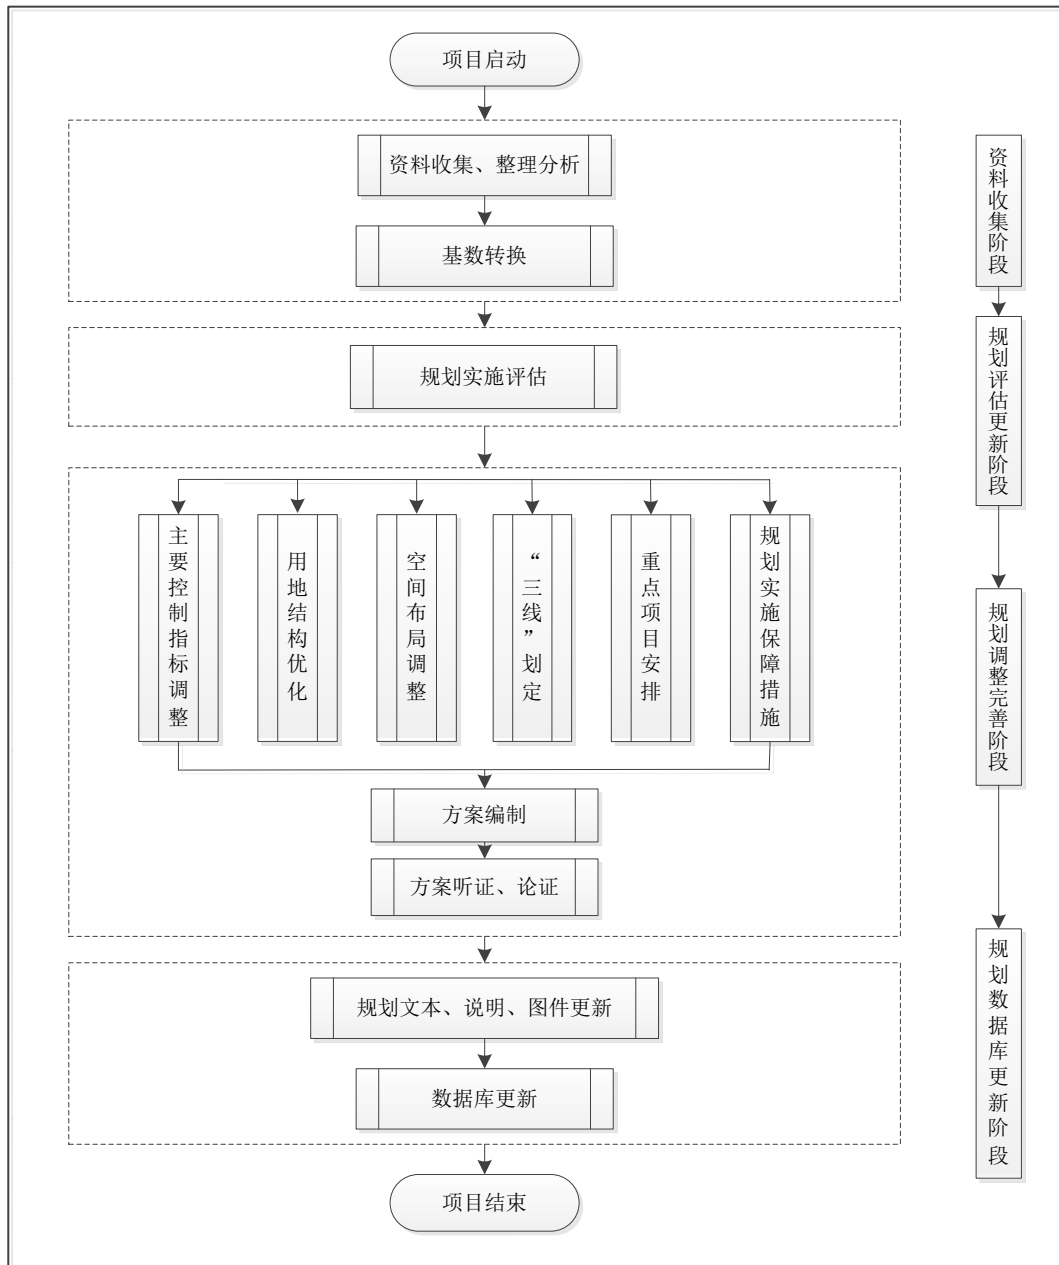 项目启动
资料收集、整理分析
基数转换
规划实施评估
主要控制指标调整
用地结构优化
空间布局调整
“三线”划定
重点项目安排
规划实施保障措施
方案编制
方案听证、论证
规划文本、说明、图件更新
数据库更新
项目结束
资料收集阶段
规划评估更新阶段
规划调整完善阶段
规划数据库更新阶段